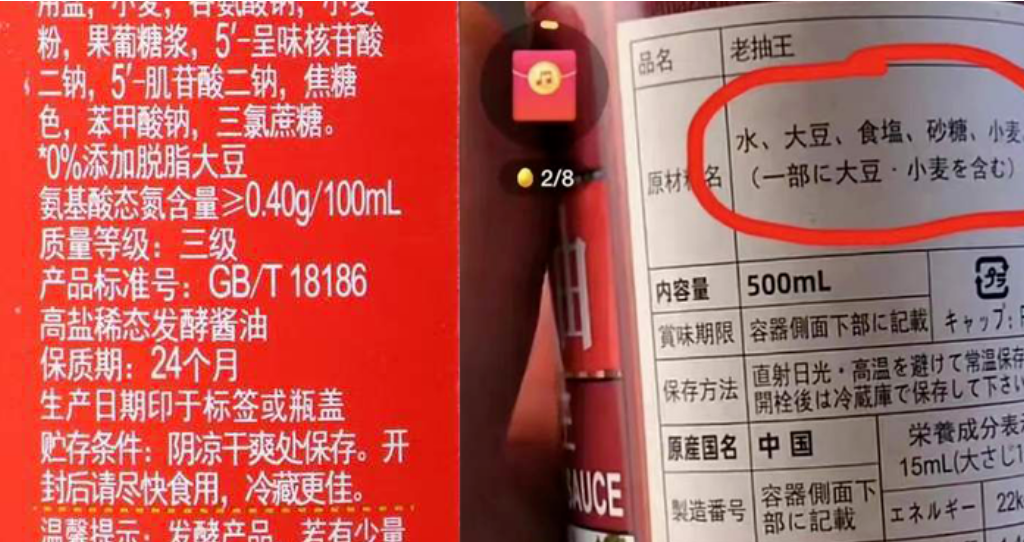 用盐，小麦，谷氨酸钠，小麦
粉，果葡糖浆，5′-呈味核苷酸
二钠，5′-肌苷酸二钠，焦糖
色，苯甲酸钠，三氯蔗糖。
*0%添加脱脂大豆
氨基酸态氮含量≥0.40g/100mL
质量等级：三级
产品标准号：GB/T 18186
高盐稀态发酵酱油
保质期：24个月
生产日期印于标签或瓶盖
贮存条件：阴凉干爽处保存。开
封后请尽快食用，冷藏更佳。
温馨提示：发酵产品，若有少量
2/8
油
SAUCE
品名 老抽王
原材料名 水、大豆、食塩、砂糖、小麦
（一部に大豆・小麦を含む）
内容量 500mL
プラ
賞味期限 容器側面下部に記載
キャップ：
保存方法 直射日光・高温を避けて常温保存
開栓後は冷蔵庫で保存して下さい
原産国名 中国
栄養成分表
15mL(大さじ1
製造番号 容器側面下
部に記載
エネルギー 22k